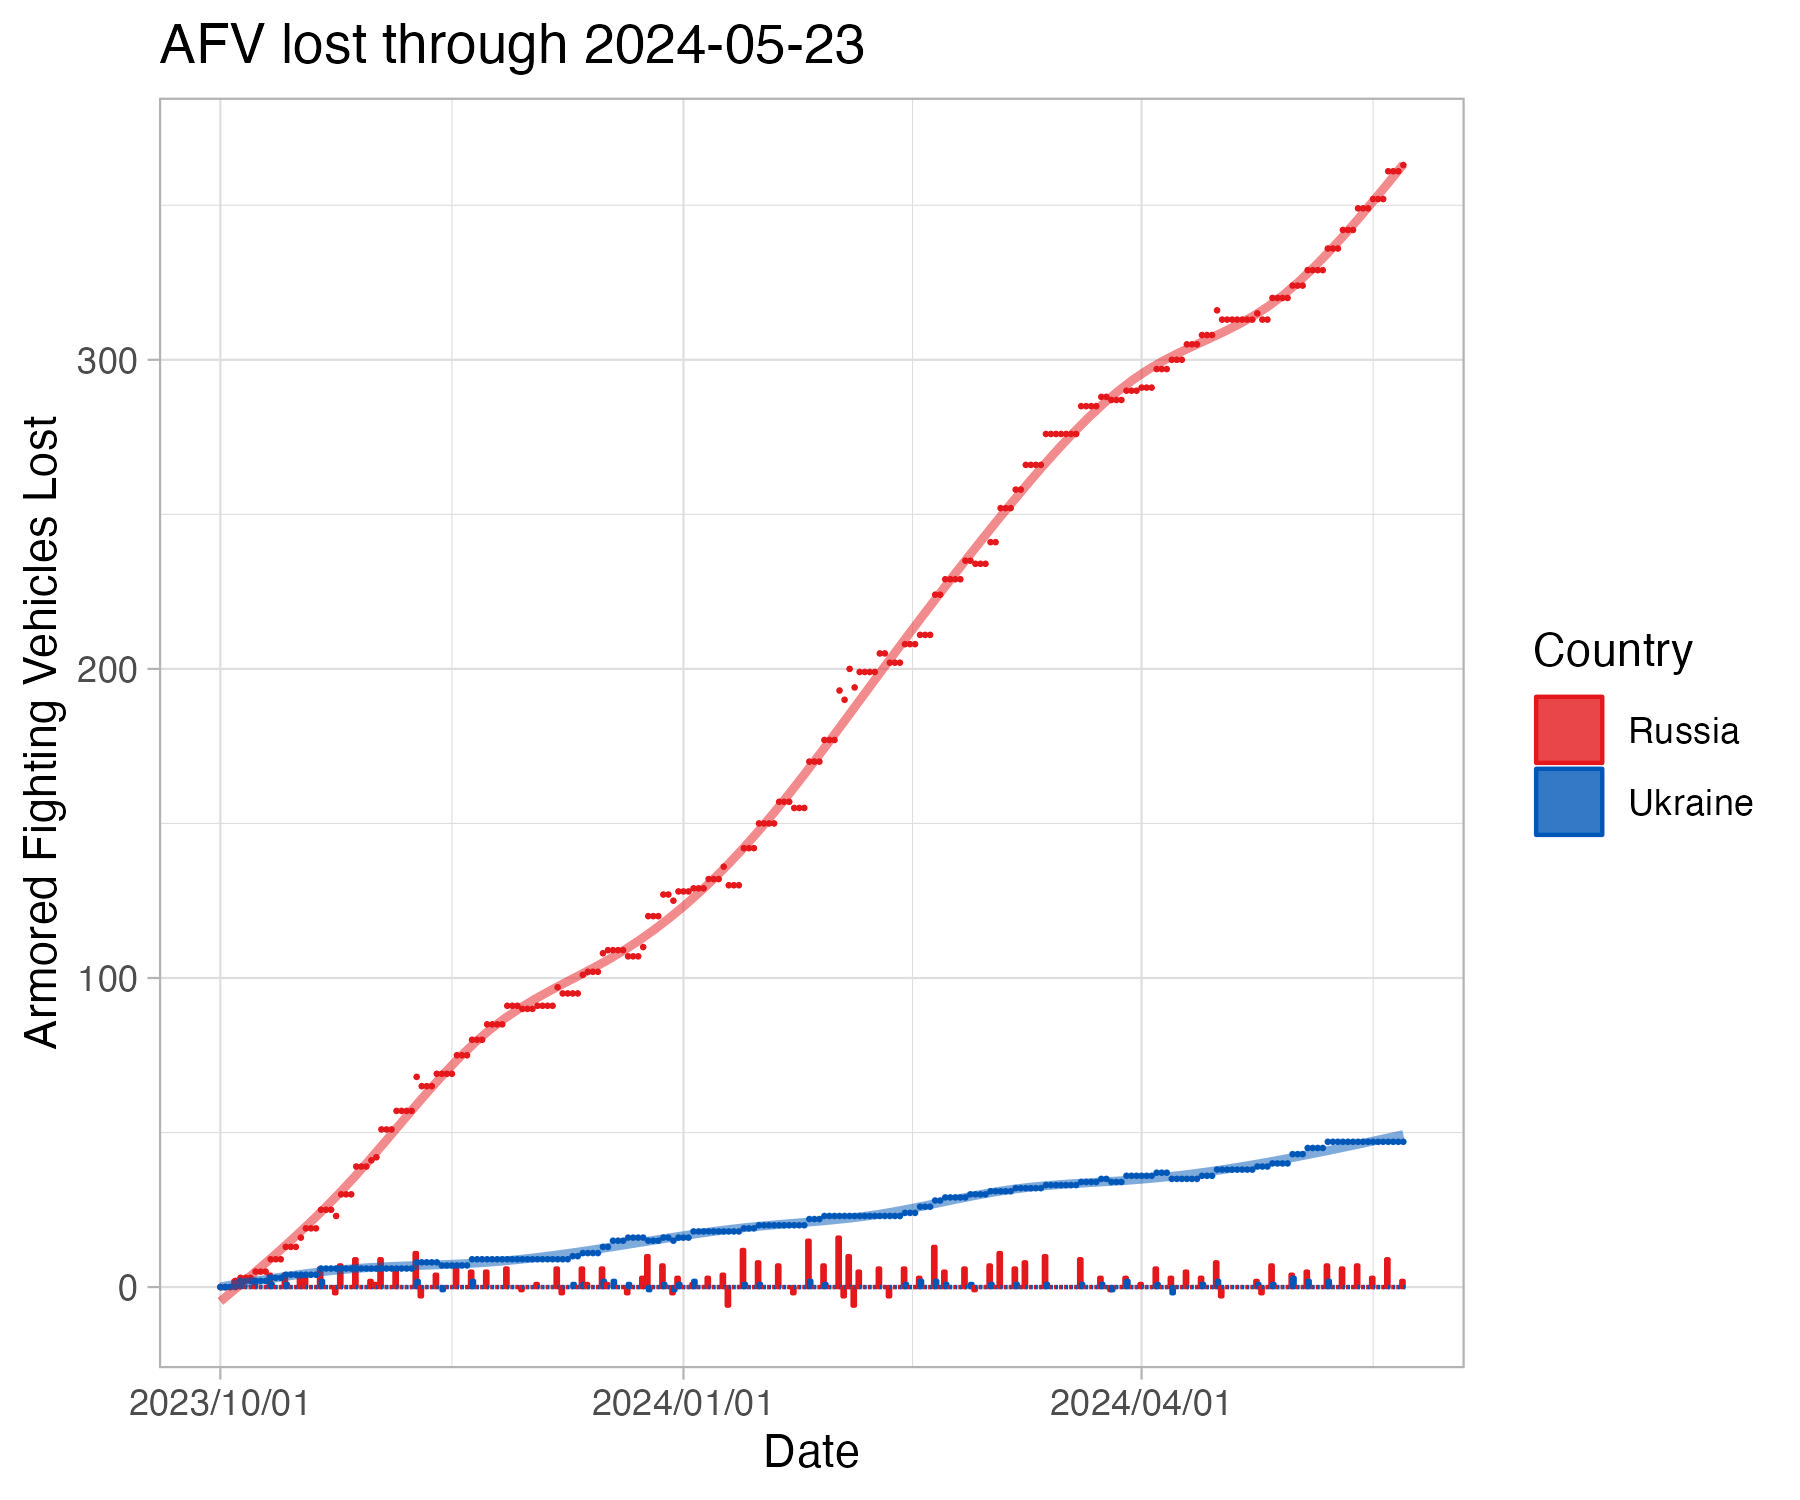 AFV lost through 2024-05-23
Armored Fighting Vehicles Lost
300
200
100
0
2023/10/01
2024/01/01
2024/04/01
Date
Country
Russia
Ukraine